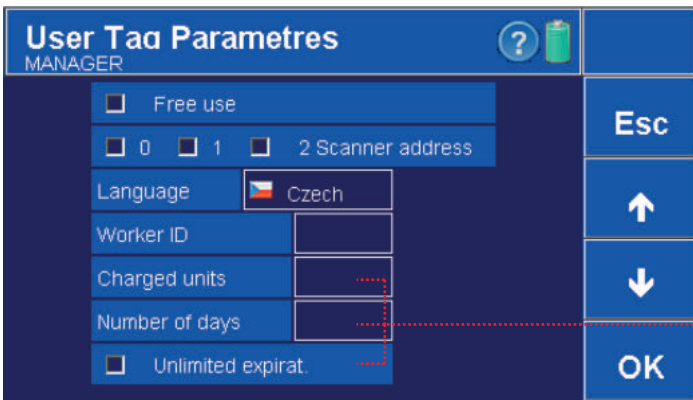 User Tag Parametres
MANAGER
?
Free use
Esc
0 1 2 Scanner address
Language Czech
Worker ID
Charged units
Number of days
Unlimited expirat.
OK